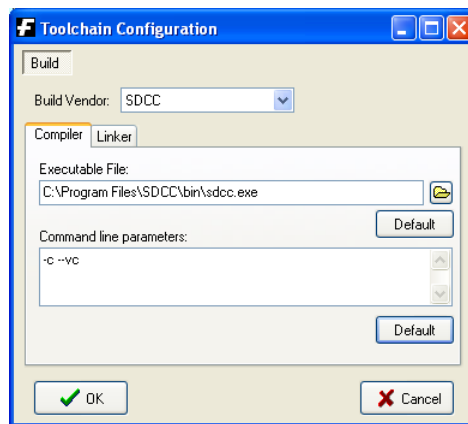 Toolchain Configuration
Build
Build Vendor: SDCC
Compiler Linker
Executable File:
C:\Program Files\SDCC\bin\sdcc.exe
Default
Command line parameters:
-c --vc
Default
OK Cancel